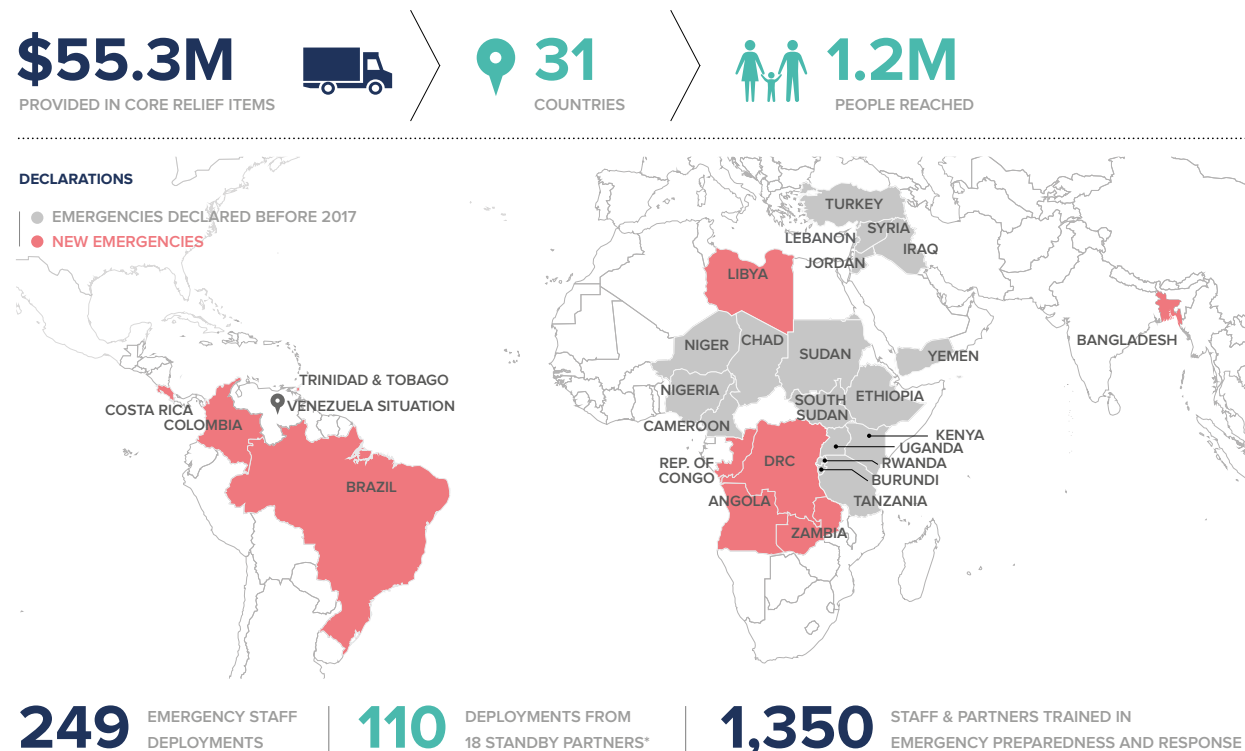 $55.3M
PROVIDED IN CORE RELIEF ITEMS
31
COUNTRIES
1.2M
PEOPLE REACHED
DECLARATIONS
EMERGENCIES DECLARED BEFORE 2017
NEW EMERGENCIES
TURKEY
SYRIA
LEBANON
IRAQ
JORDAN
LIBYA
NIGER
CHAD
SUDAN
YEMEN
BANGLADESH
NIGERIA
SOUTH
SUDAN
ETHIOPIA
CAMEROON
KENYA
UGANDA
RWANDA
BURUNDI
TANZANIA
REP. OF
CONGO
DRC
ANGOLA
ZAMBIA
TRINIDAD & TOBAGO
VENEZUELA SITUATION
COSTA RICA
COLOMBIA
BRAZIL
249
EMERGENCY STAFF
DEPLOYMENTS
110
DEPLOYMENTS FROM
18 STANDBY PARTNERS*
1,350
STAFF & PARTNERS TRAINED IN
EMERGENCY PREPAREDNESS AND RESPONSE